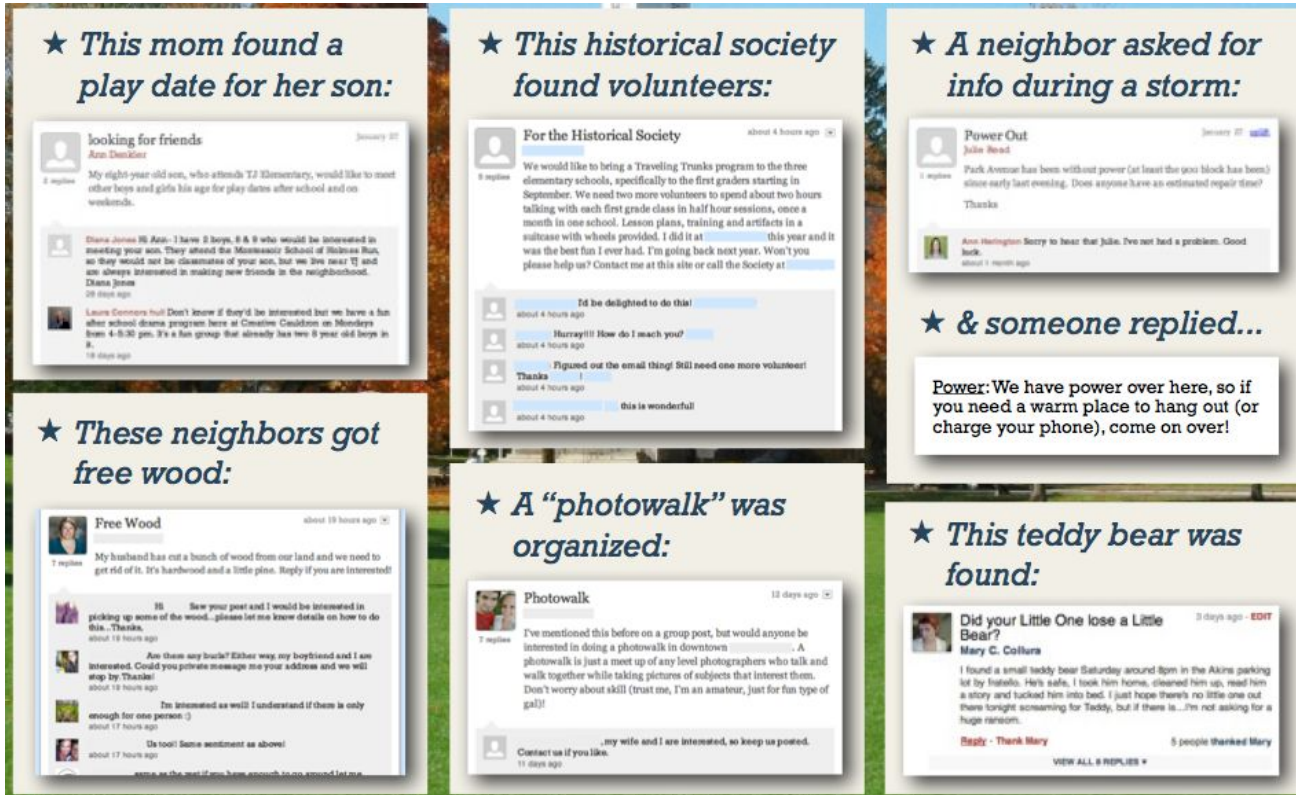 ★ This mom found a
play date for her son:
looking for friends
January 27
Ann Denkler
2 replies
My eight-year old son, who attends TJ Elementary, would like to meet
other boys and girls his age for play dates after school and on
weekends.
Diana Jones Hi Ann- I have 2 boys, 8 & 9 who would be interested in
meeting your son. They attend the Montessori School of Holmes Run,
so they would not be classmates of your son, but we live near TJ and
are always interested in making new friends in the neighborhood.
Diana Jones
28 days ago
Laura Connors hull Don't know if they'd be interested but we have a fun
after school drama program here at Creative Cauldron on Mondays
from 4-5:30 pm. It's a fun group that already has two 8 year old boys in
it.
18 days ago
★ These neighbors got
free wood:
Free Wood
about 19 hours ago
7 replies
My husband has cut a bunch of wood from our land and we need to
get rid of it. It's hardwood and a little pine. Reply if you are interested!
Hi Saw your post and I would be interested in
picking up some of the wood...please let me know details on how to do
this...Thanks,
about 18 hours ago
Are there any burls? Either way, my boyfriend and I are
interested. Could you private message me your address and we will
stop by. Thanks!
about 18 hours ago
I'm interested as well! I understand if there is only
enough for one person :)
about 17 hours ago
Us too!! Same sentiment as above!
about 17 hours ago
same as the rest if you have enough to go around let me
★ This historical society
found volunteers:
For the Historical Society
about 4 hours ago
5 replies
We would like to bring a Traveling Trunks program to the three
elementary schools, specifically to the first graders starting in
September. We need two more volunteers to spend about two hours
talking with each first grade class in half hour sessions, once a
month in one school. Lesson plans, training and artifacts in a
suitcase with wheels provided. I did it at this year and it
was the best fun I ever had. I'm going back next year. Won't you
please help us? Contact me at this site or call the Society at
I'd be delighted to do this!
about 4 hours ago
Hurray!!!! How do I reach you?
about 4 hours ago
. Figured out the email thing! Still need one more volunteer!
Thanks !
about 4 hours ago
this is wonderful!
about 4 hours ago
★ A “photowalk” was
organized:
Photowalk
12 days ago
7 replies
I've mentioned this before on a group post, but would anyone be
interested in doing a photowalk in downtown . A
photowalk is just a meet up of any level photographers who talk and
walk together while taking pictures of subjects that interest them.
Don't worry about skill (trust me, I'm an amateur, just for fun type of
gal)!
, my wife and I are interested, so keep us posted.
Contact us if you like.
11 days ago
★ A neighbor asked for
info during a storm:
Power Out
January 27
Julie Read
Park Avenue has been without power (at least the 900 block has been)
since early last evening. Does anyone have an estimated repair time?
Thanks
Ann Herington Sorry to hear that Julie. I've not had a problem. Good
luck.
about 1 month ago
★ & someone replied...
Power: We have power over here, so if
you need a warm place to hang out (or
charge your phone), come on over!
★ This teddy bear was
found:
Did your Little One lose a Little
Bear?
3 days ago - EDIT
Mary C. Collura
I found a small teddy bear Saturday around 8pm in the Akins parking
lot by fratello. He's safe, I took him home, cleaned him up, read him
a story and tucked him into bed. I just hope there's no little one out
there tonight screaming for Teddy, but if there is...I'm not asking for a
huge ransom.
Reply - Thank Mary
5 people thanked Mary
VIEW ALL 8 REPLIES